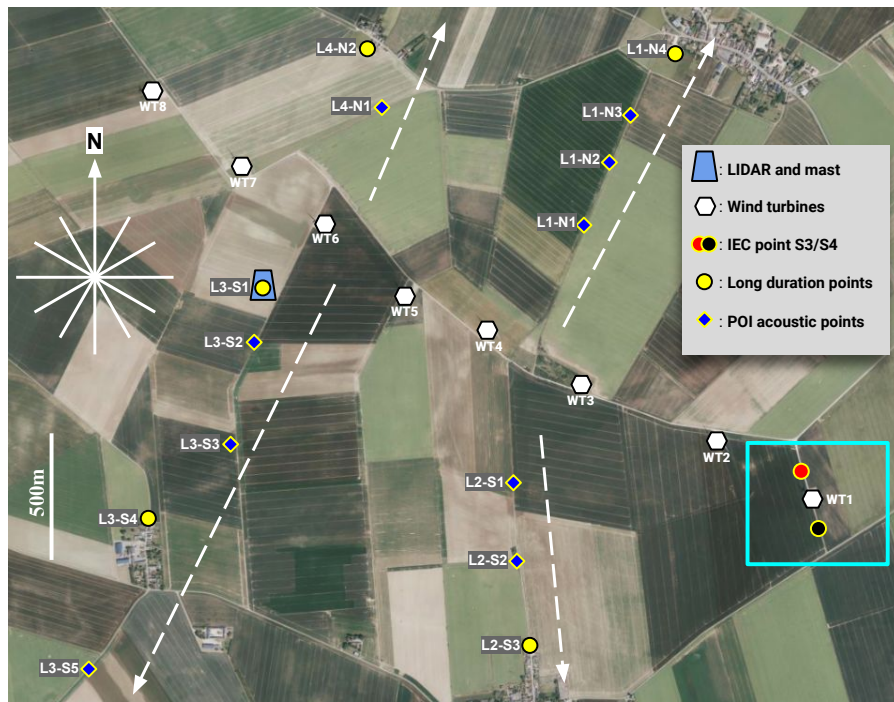 L4-N2
L1-N4
WT8
L4-N1
L1-N3
N
L1-N2
WT7
: LIDAR and mast
: Wind turbines
: IEC point S3/S4
: Long duration points
: POI acoustic points
L1-N1
WT6
L3-S1
WT5
L3-S2
WT4
WT3
L3-S3
WT2
500m
L2-S1
WT1
L3-S4
L2-S2
L2-S3
L3-S5